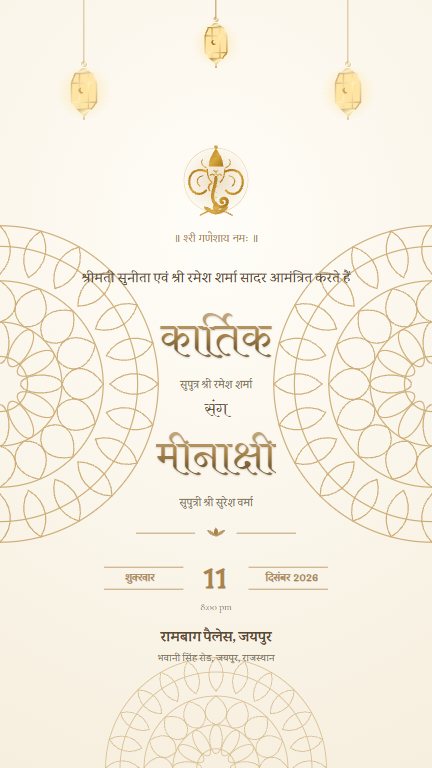 ॥ श्री गणेशाय नमः ॥
श्रीमती सुनीता एवं श्री रमेश शर्मा सादर आमंत्रित करते हैं
कार्तिक
सुपुत्र श्री रमेश शर्मा
संग
मीनाक्षी
सुपुत्री श्री सुरेश वर्मा
शुक्रवार 11 दिसंबर 2026
8:00 pm
रामबाग पैलेस, जयपुर
भवानी सिंह रोड, जयपुर, राजस्थान